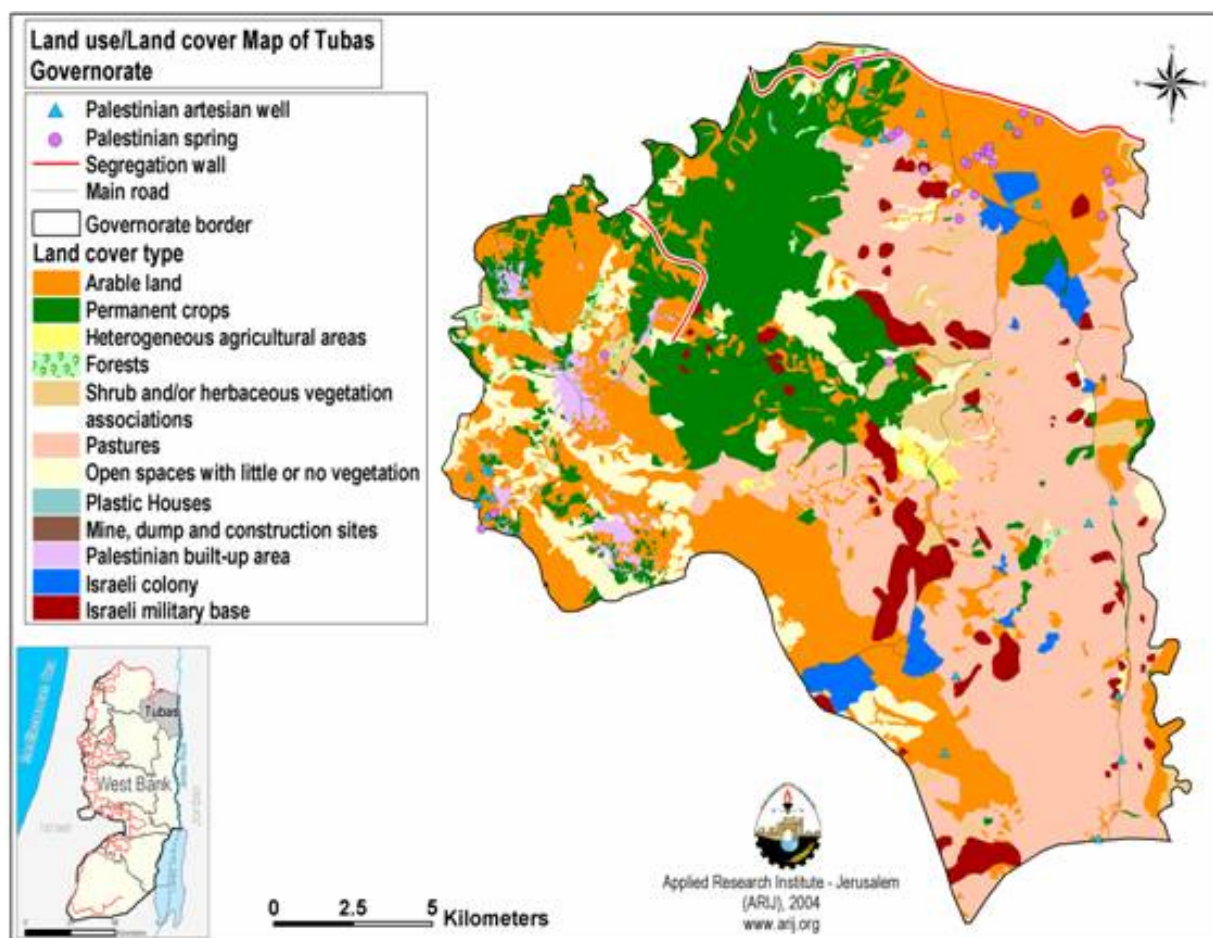 Land use/Land cover Map of Tubas
Governorate
Palestinian artesian well
Palestinian spring
Segregation wall
Main road
Governorate border
Land cover type
Arable land
Permanent crops
Heterogeneous agricultural areas
Forests
Shrub and/or herbaceous vegetation
associations
Pastures
Open spaces with little or no vegetation
Plastic Houses
Mine, dump and construction sites
Palestinian built-up area
Israeli colony
Israeli military base
Tubas
West Bank
Israel
Jordan
0 2.5 5
Kilometers
Applied Research Institute - Jerusalem
(ARIJ), 2004
www.arij.org